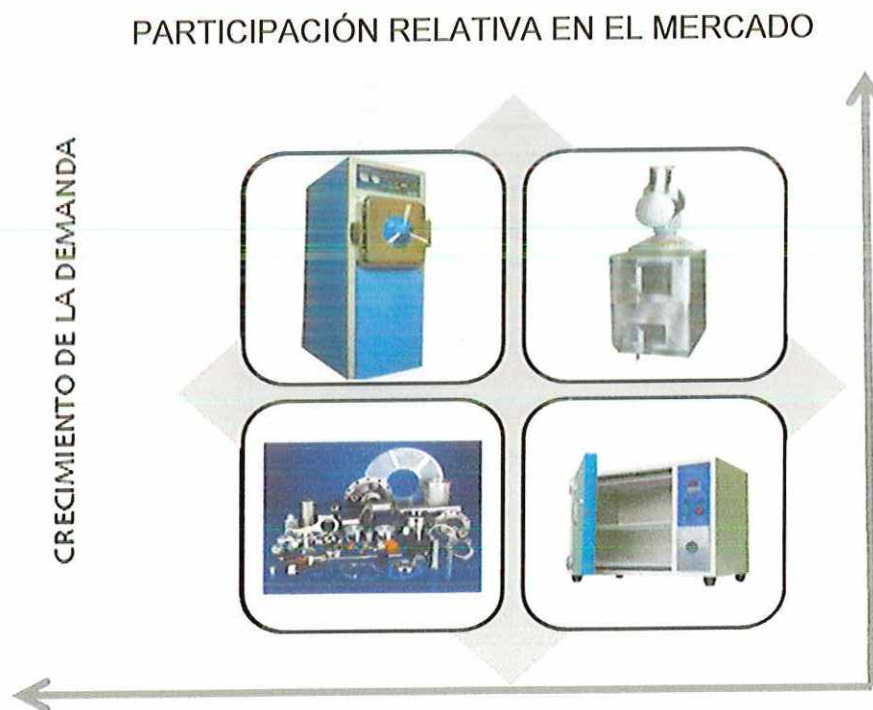 PARTICIPACIÓN RELATIVA EN EL MERCADO
CRECIMIENTO DE LA DEMANDA